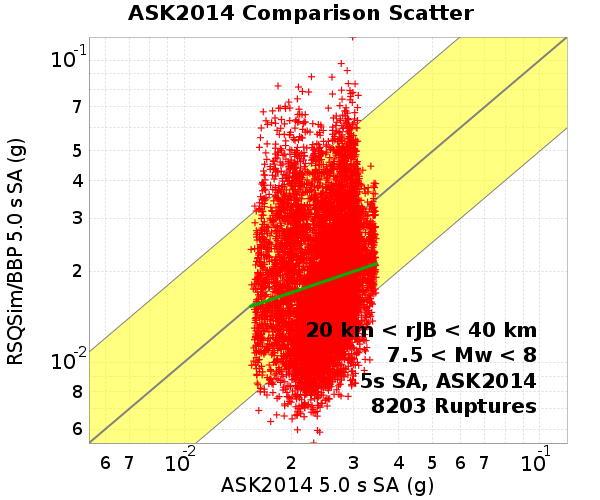 ASK2014 Comparison Scatter
RSQSim/BBP 5.0 s SA (g)
10⁻¹
7
5
4
3
2
10⁻²
8
6
20 km < rJB < 40 km
7.5 < Mw < 8
5s SA, ASK2014
8203 Ruptures
6 7 10⁻² 2 3 4 5 6 7 10⁻¹
ASK2014 5.0 s SA (g)